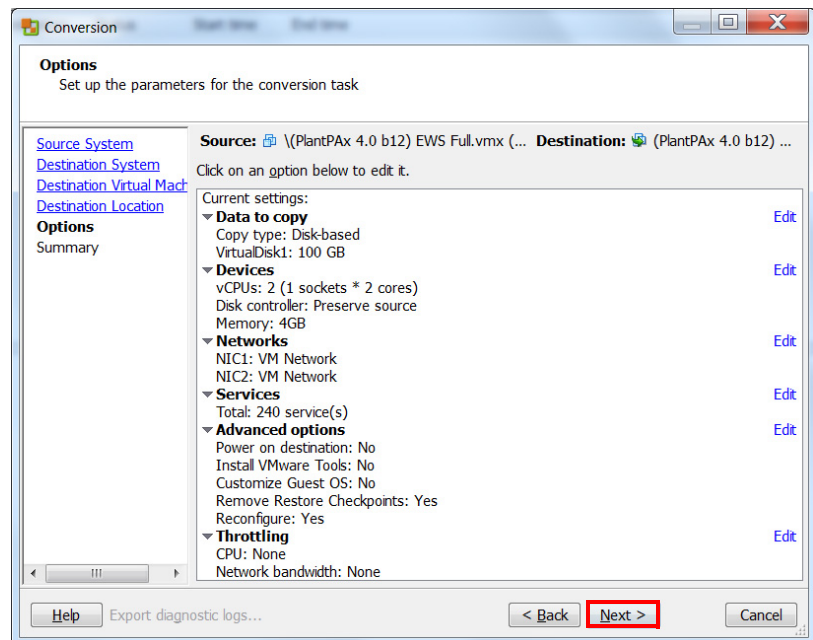 Conversion
Start time End time
Options
Set up the parameters for the conversion task
Source System
Destination System
Destination Virtual Mach
Destination Location
Options
Summary
Source: \(PlantPAx 4.0 b12) EWS Full.vmx (... Destination: (PlantPAx 4.0 b12) ...
Click on an option below to edit it.
Current settings:
Data to copy Edit
Copy type: Disk-based
VirtualDisk1: 100 GB
Devices Edit
vCPUs: 2 (1 sockets * 2 cores)
Disk controller: Preserve source
Memory: 4GB
Networks Edit
NIC1: VM Network
NIC2: VM Network
Services Edit
Total: 240 service(s)
Advanced options Edit
Power on destination: No
Install VMware Tools: No
Customize Guest OS: No
Remove Restore Checkpoints: Yes
Reconfigure: Yes
Throttling Edit
CPU: None
Network bandwidth: None
Help Export diagnostic logs... < Back Next > Cancel